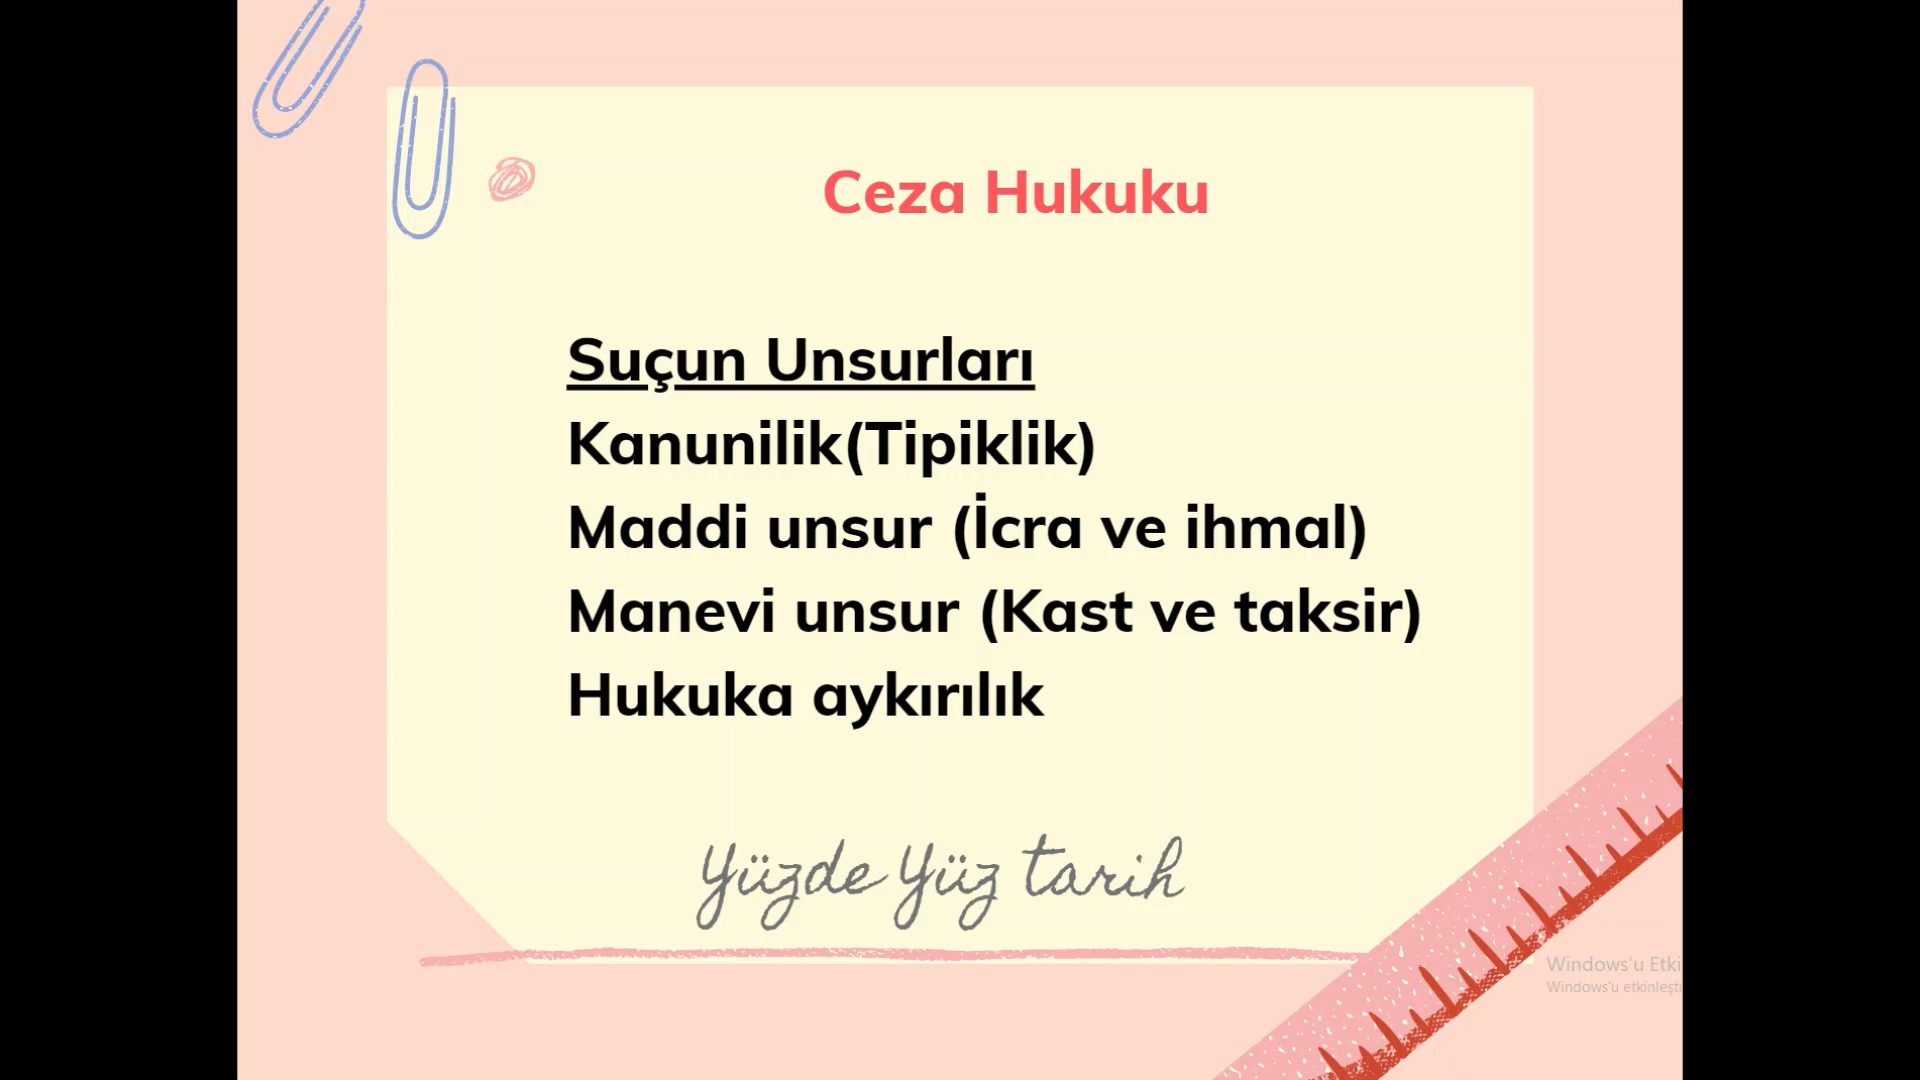 Ceza Hukuku
Suçun Unsurları
Kanunilik(Tipiklik)
Maddi unsur (İcra ve ihmal)
Manevi unsur (Kast ve taksir)
Hukuka aykırılık
Yüzde Yüz tarih
Windows'u Etki
Windows'u etkinleşti